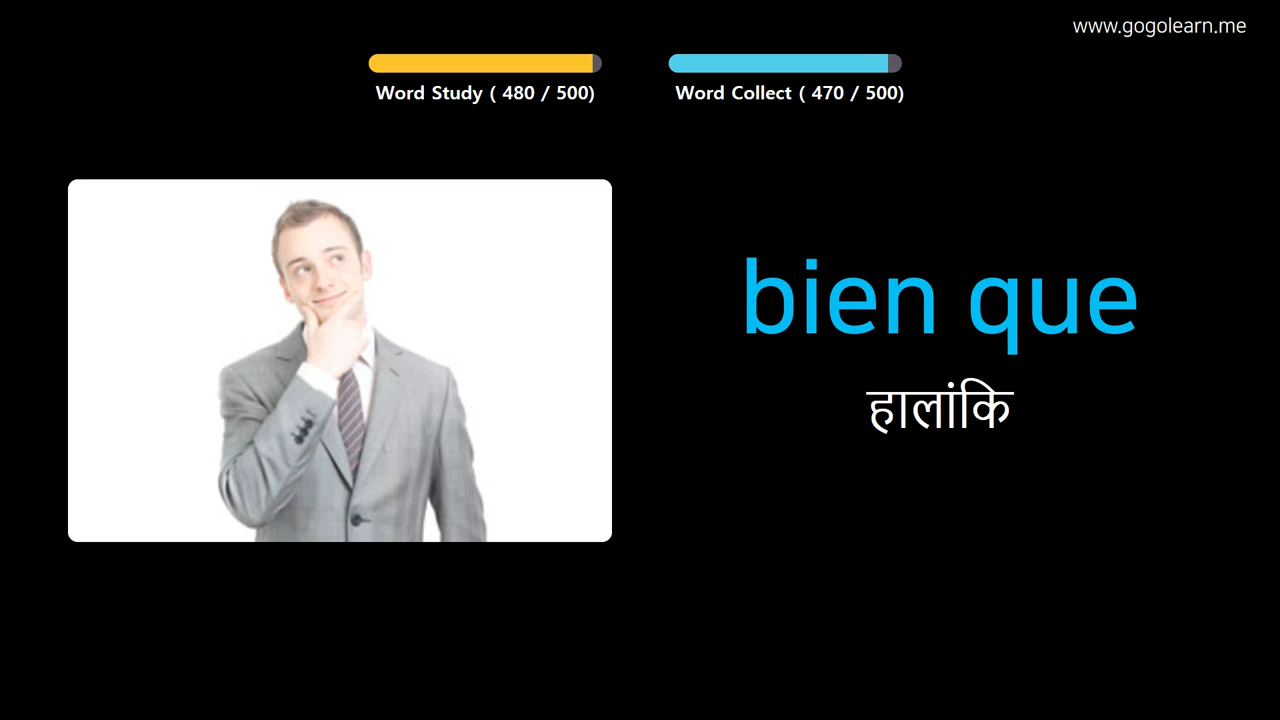 www.gogolearn.me
Word Study ( 480 / 500)
Word Collect ( 470 / 500)
bien que
हालांकि